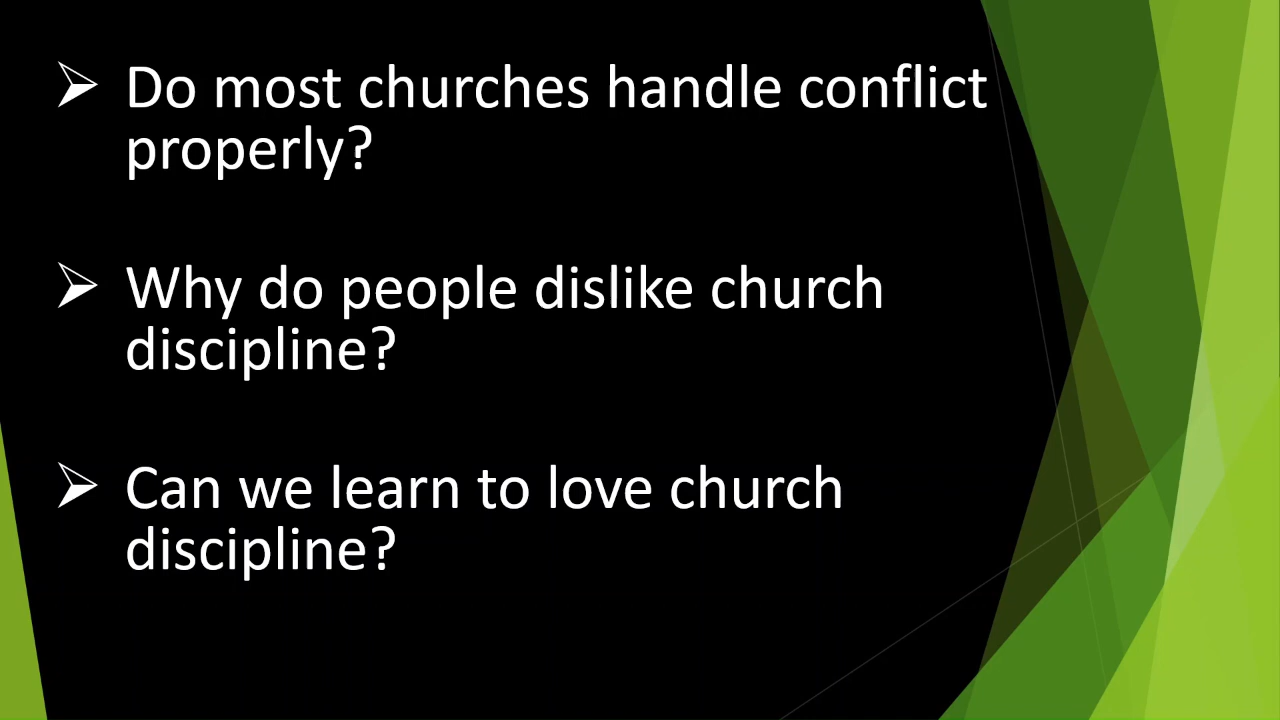 Do most churches handle conflict
properly?
Why do people dislike church
discipline?
Can we learn to love church
discipline?